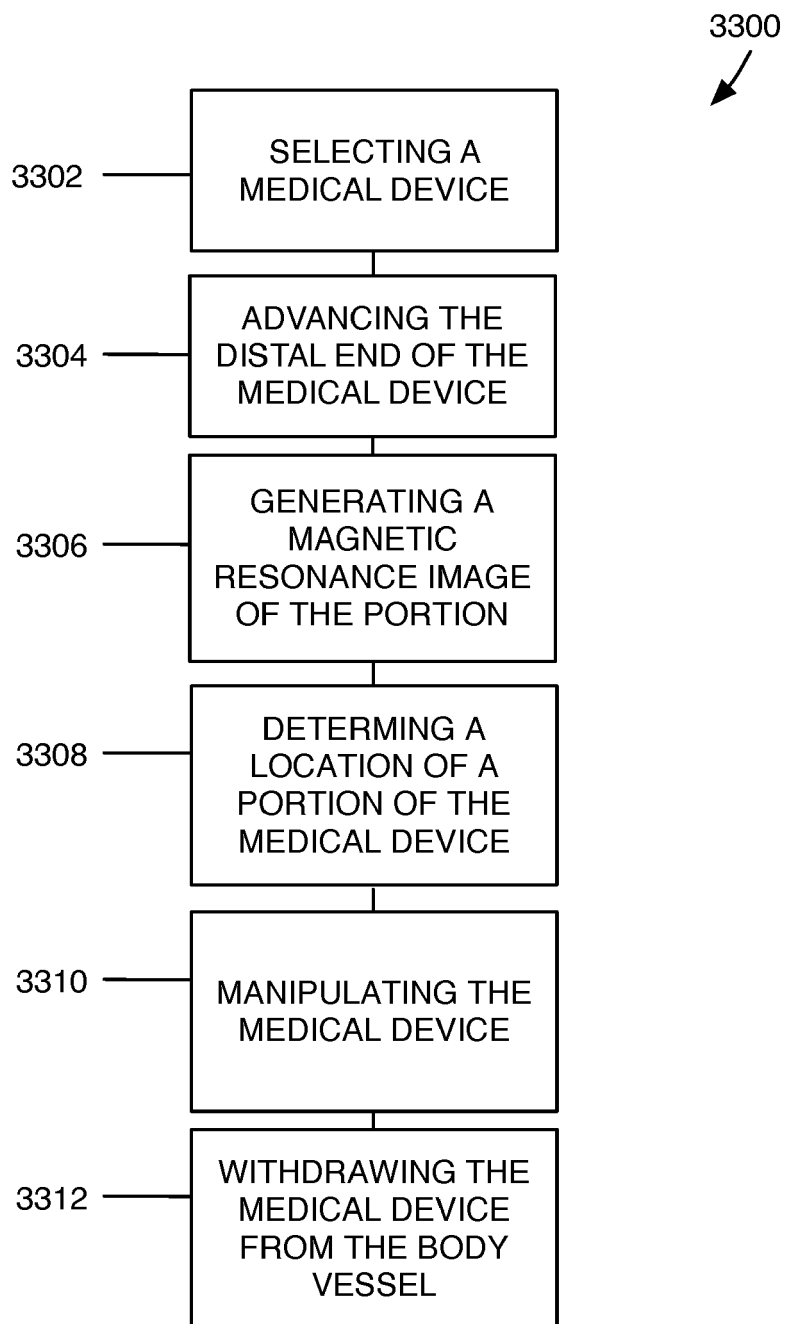 3300
3302
SELECTING A
MEDICAL DEVICE
3304
ADVANCING THE
DISTAL END OF THE
MEDICAL DEVICE
3306
GENERATING A
MAGNETIC
RESONANCE IMAGE
OF THE PORTION
3308
DETERMING A
LOCATION OF A
PORTION OF THE
MEDICAL DEVICE
3310
MANIPULATING THE
MEDICAL DEVICE
3312
WITHDRAWING THE
MEDICAL DEVICE
FROM THE BODY
VESSEL